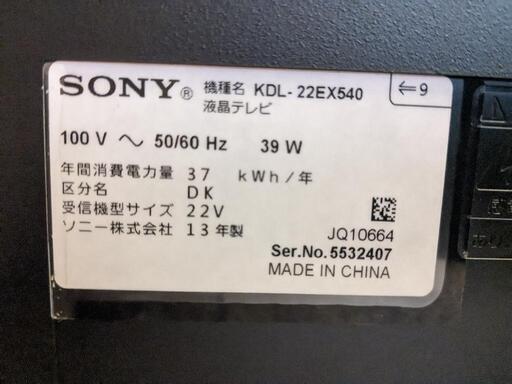 SONY® 機種名 KDL-22EX540 ⇐9
液晶テレビ
100 V ～ 50/60 Hz 39 W
年間消費電力量 37 kWh/年
区分名 DK
受信機型サイズ 22V
ソニー株式会社 13年製
JQ10664
Ser.No. 5532407
MADE IN CHINA